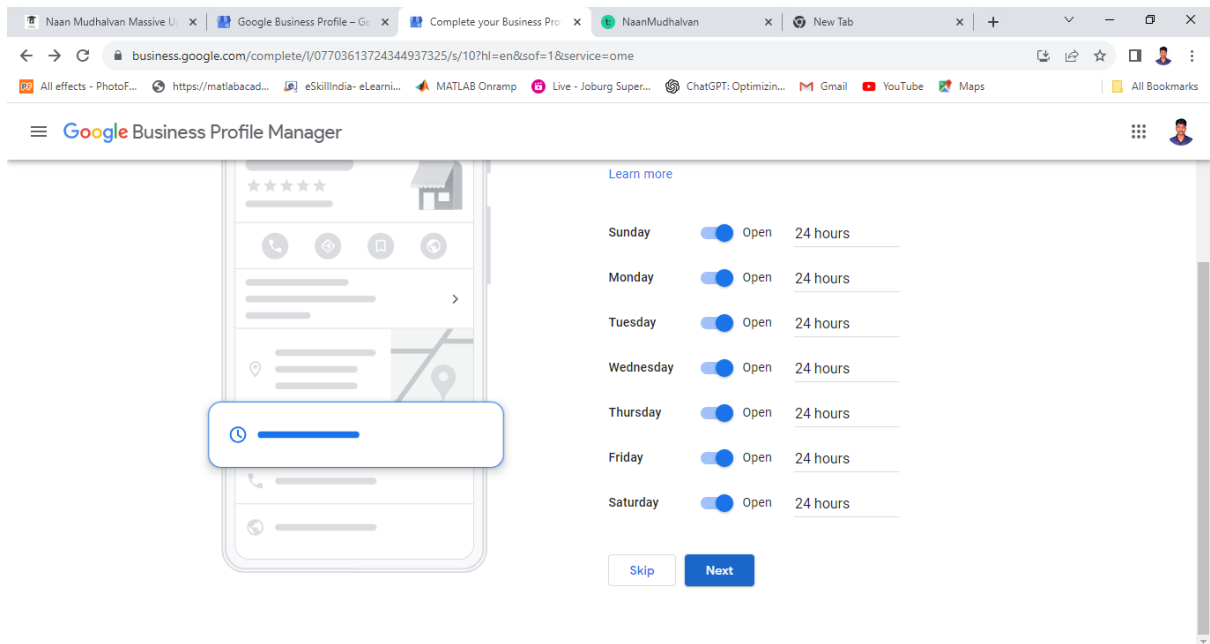 Naan Mudhalvan Massive U
Google Business Profile – Ge
Complete your Business Prof
NaanMudhalvan
New Tab
business.google.com/complete/l/07703613724344937325/s/10?hl=en&sof=1&service=ome
All effects - PhotoF...
https://matlabacad...
eSkillIndia- eLearni...
MATLAB Onramp
Live - Joburg Super...
ChatGPT: Optimizin...
Gmail
YouTube
Maps
All Bookmarks
Google Business Profile Manager
Learn more
Sunday Open 24 hours
Monday Open 24 hours
Tuesday Open 24 hours
Wednesday Open 24 hours
Thursday Open 24 hours
Friday Open 24 hours
Saturday Open 24 hours
Skip Next